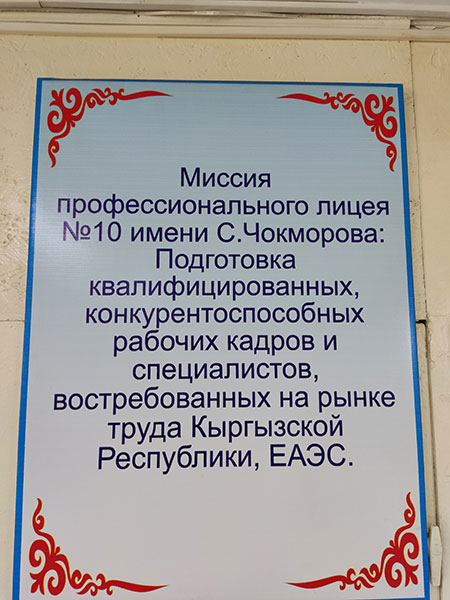 Миссия
профессионального лицея
№10 имени С.Чокморова:
Подготовка
квалифицированных,
конкурентоспособных
рабочих кадров и
специалистов,
востребованных на рынке
труда Кыргызской
Республики, ЕАЭС.